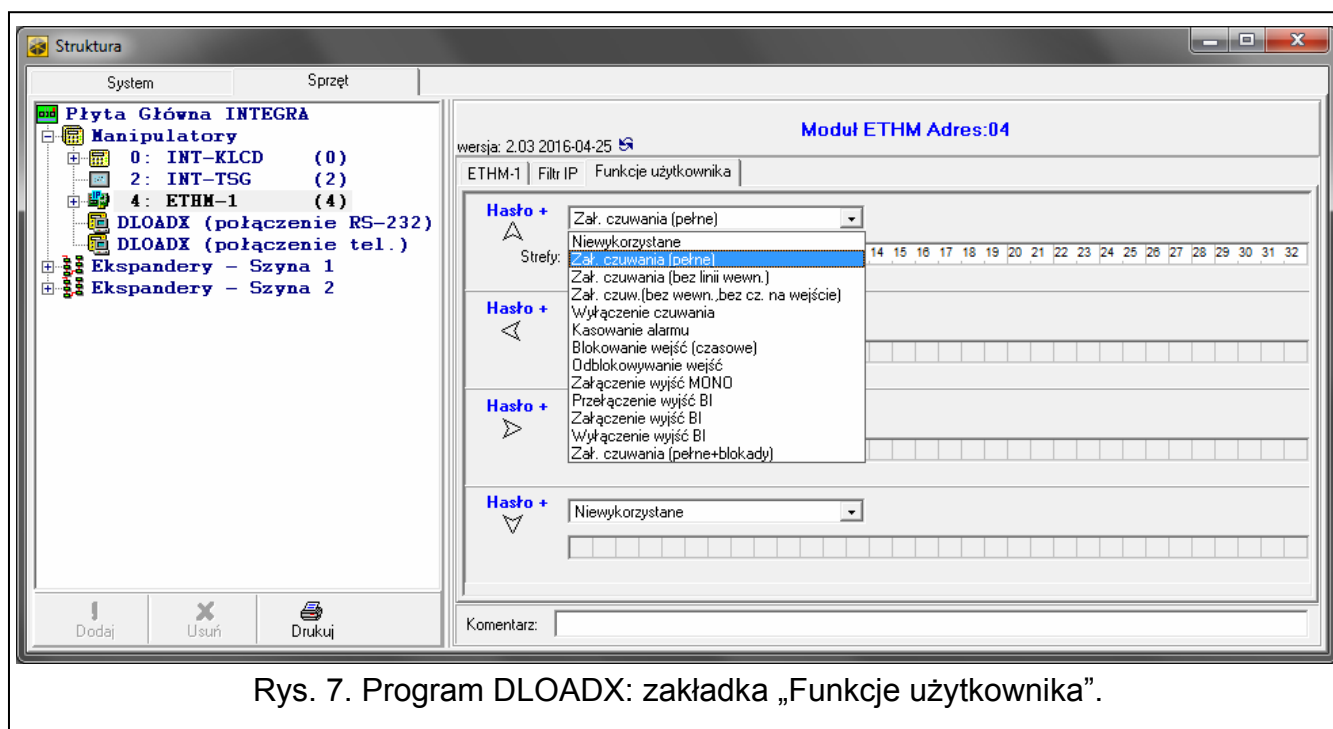 Struktura
System Sprzęt
Płyta Główna INTEGRA
Manipulatory
0: INT-KLCD (0)
2: INT-TSG (2)
4: ETHM-1 (4)
DLOADX (połączenie RS-232)
DLOADX (połączenie tel.)
Ekspandery - Szyna 1
Ekspandery - Szyna 2
Dodaj Usuń Drukuj
Moduł ETHM Adres:04
wersja: 2.03 2016-04-25
ETHM-1 Filtr IP Funkcje użytkownika
Hasło + Zał. czuwania (pełne)
Strefy: 14 15 16 17 18 19 20 21 22 23 24 25 26 27 28 29 30 31 32
Niewykorzystane
Zał. czuwania (pełne)
Zał. czuwania (bez linii wewn.)
Zał. czuw.(bez wewn.,bez cz. na wejście)
Wyłączenie czuwania
Kasowanie alarmu
Blokowanie wejść (czasowe)
Odblokowywanie wejść
Załączenie wyjść MONO
Przełączenie wyjść BI
Załączenie wyjść BI
Wyłączenie wyjść BI
Zał. czuwania (pełne+blokady)
Hasło +
Hasło +
Hasło + Niewykorzystane
Komentarz:
Rys. 7. Program DLOADX: zakładka „Funkcje użytkownika”.